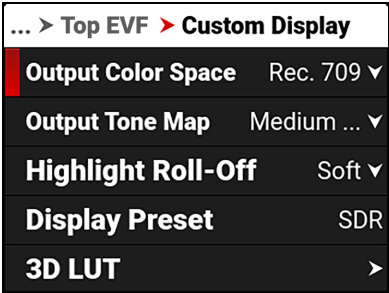 ... > Top EVF > Custom Display
Output Color Space Rec. 709
Output Tone Map Medium ...
Highlight Roll-Off Soft
Display Preset SDR
3D LUT